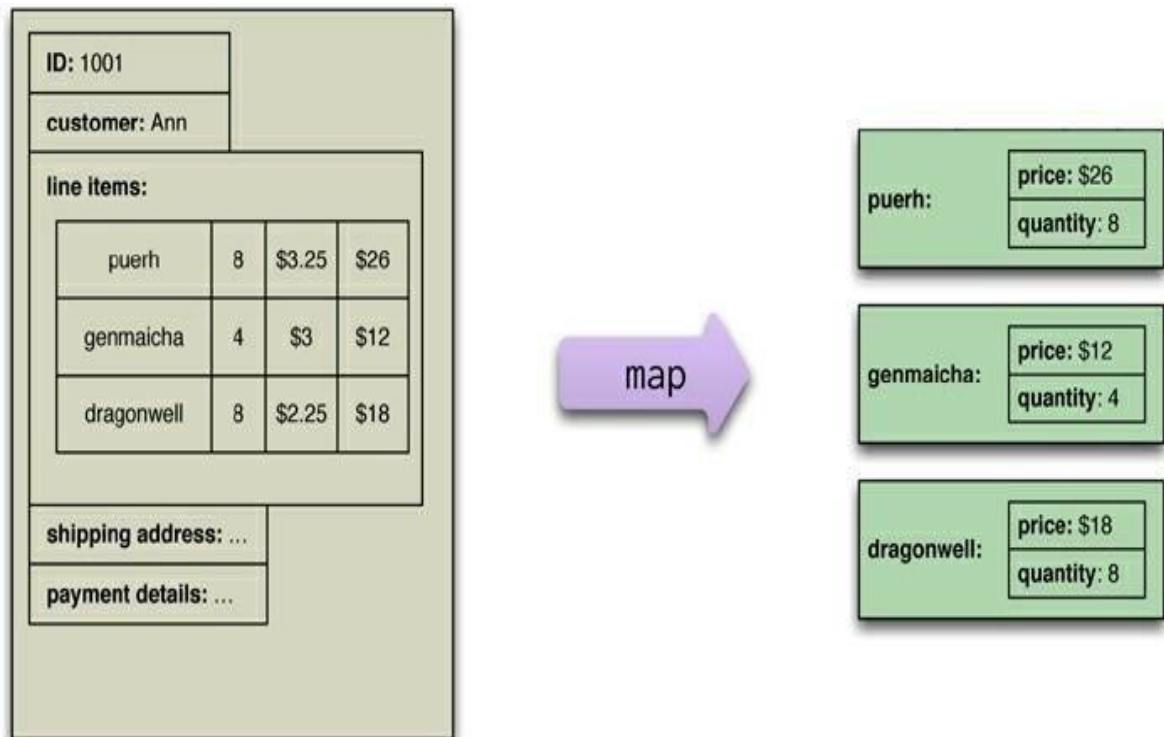 ID: 1001
customer: Ann
line items:
puerh 8 $3.25 $26
genmaicha 4 $3 $12
dragonwell 8 $2.25 $18
shipping address: ...
payment details: ...
map
puerh:
price: $26
quantity: 8
genmaicha:
price: $12
quantity: 4
dragonwell:
price: $18
quantity: 8